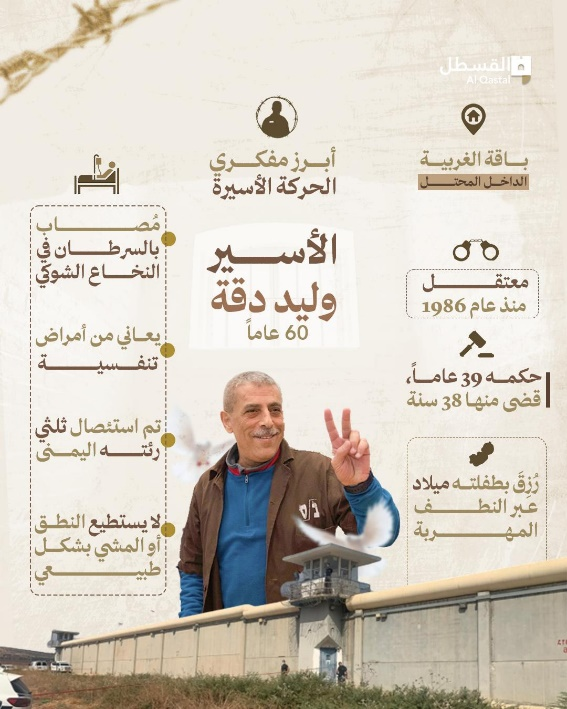 القسطل
Al Qastal
باقة الغربية
الداخل المحتل
أبرز مفكري
الحركة الأسيرة
الأسير
وليد دقة
60 عاماً
معتقل
منذ عام 1986
حكمه 39 عاماً،
قضى منها 38 سنة
رُزِقَ بطفلته ميلاد
عبر النطف
المهربة
مُصاب
بالسرطان في
النخاع الشوكي
يعاني من أمراض
تنفسية
تم استئصال ثلثي
رئته اليمنى
لا يستطيع النطق
أو المشي بشكل
طبيعي